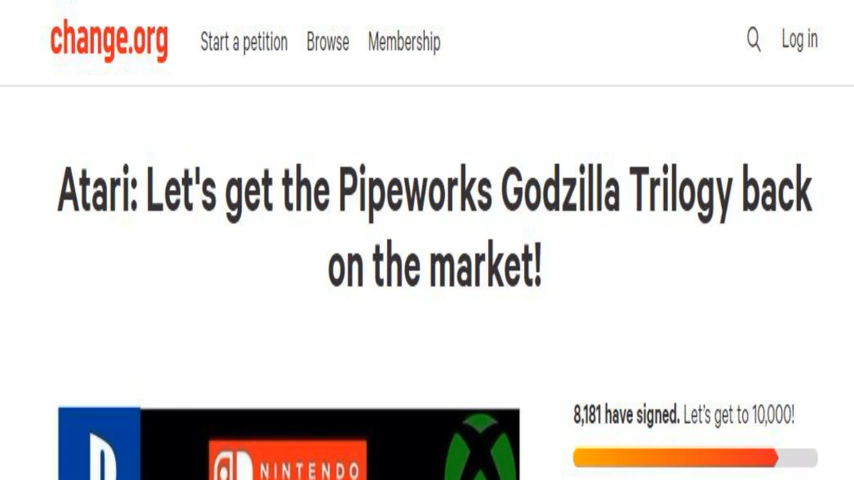 change.org Start a petition Browse Membership Log in
Atari: Let's get the Pipeworks Godzilla Trilogy back
on the market!
8,181 have signed. Let's get to 10,000!
NINTENDO